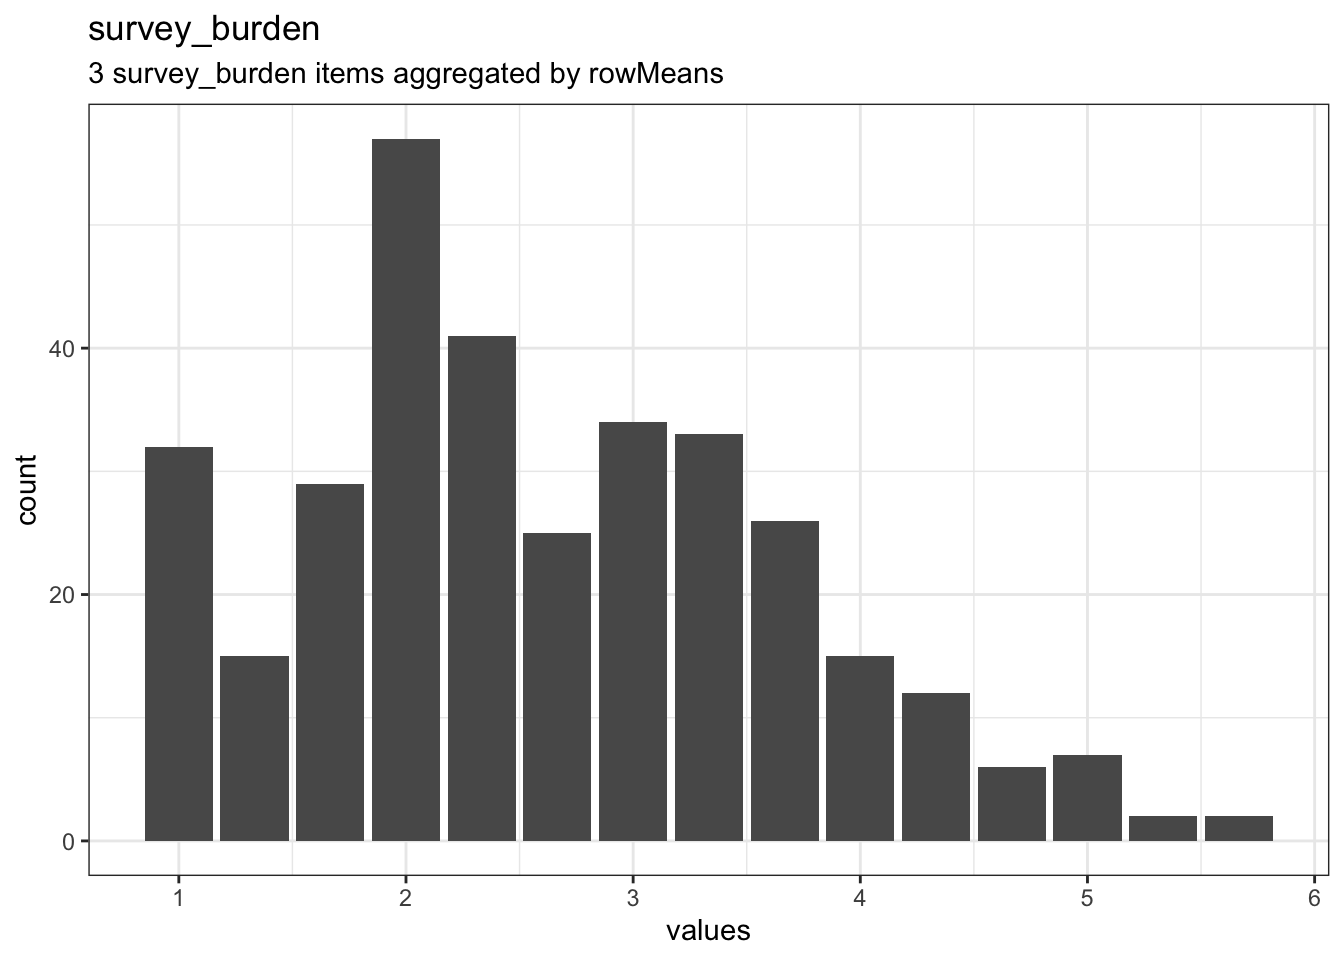 survey_burden
3 survey_burden items aggregated by rowMeans
40
20
0
count
1 2 3 4 5 6
values